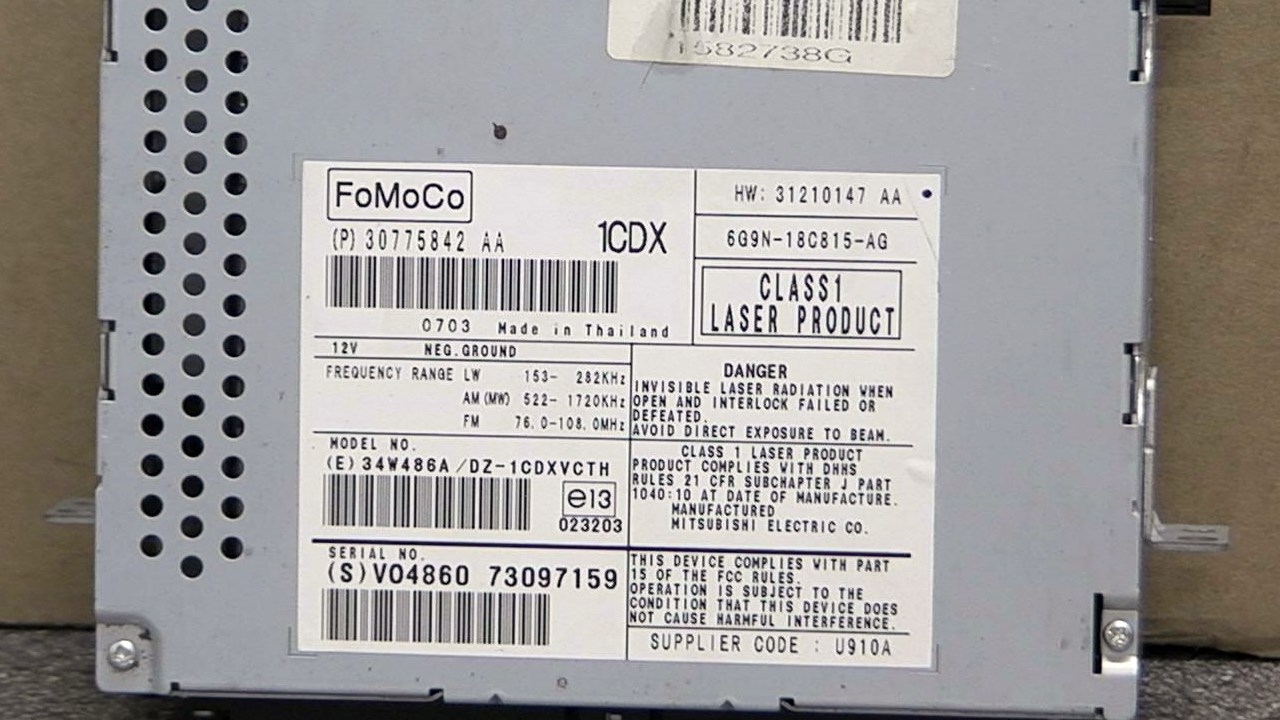 1582738G
FoMoCo
(P) 30775842 AA
1CDX
0703 Made in Thailand
HW: 31210147 AA
6G9N-18C815-AG
CLASS1
LASER PRODUCT
12V NEG.GROUND
FREQUENCY RANGE LW 153- 282KHz
AM(MW) 522- 1720KHz
FM 76.0-108.0MHz
DANGER
INVISIBLE LASER RADIATION WHEN
OPEN AND INTERLOCK FAILED OR
DEFEATED.
AVOID DIRECT EXPOSURE TO BEAM.
MODEL NO.
(E) 34W486A/DZ-1CDXVCTH
e13
023203
CLASS 1 LASER PRODUCT
PRODUCT COMPLIES WITH DHHS
RULES 21 CFR SUBCHAPTER J PART
1040:10 AT DATE OF MANUFACTURE.
MANUFACTURED
MITSUBISHI ELECTRIC CO.
SERIAL NO.
(S)V04860 73097159
THIS DEVICE COMPLIES WITH PART
15 OF THE FCC RULES.
OPERATION IS SUBJECT TO THE
CONDITION THAT THIS DEVICE DOES
NOT CAUSE HARMFUL INTERFERENCE.
SUPPLIER CODE : U910A